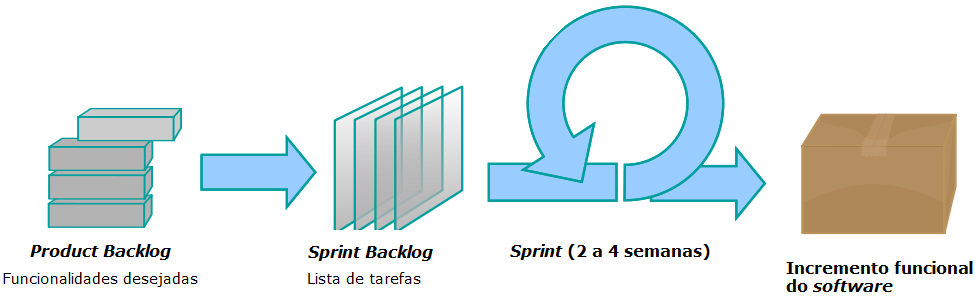 Product Backlog
Funcionalidades desejadas
Sprint Backlog
Lista de tarefas
Sprint (2 a 4 semanas)
Incremento funcional
do software